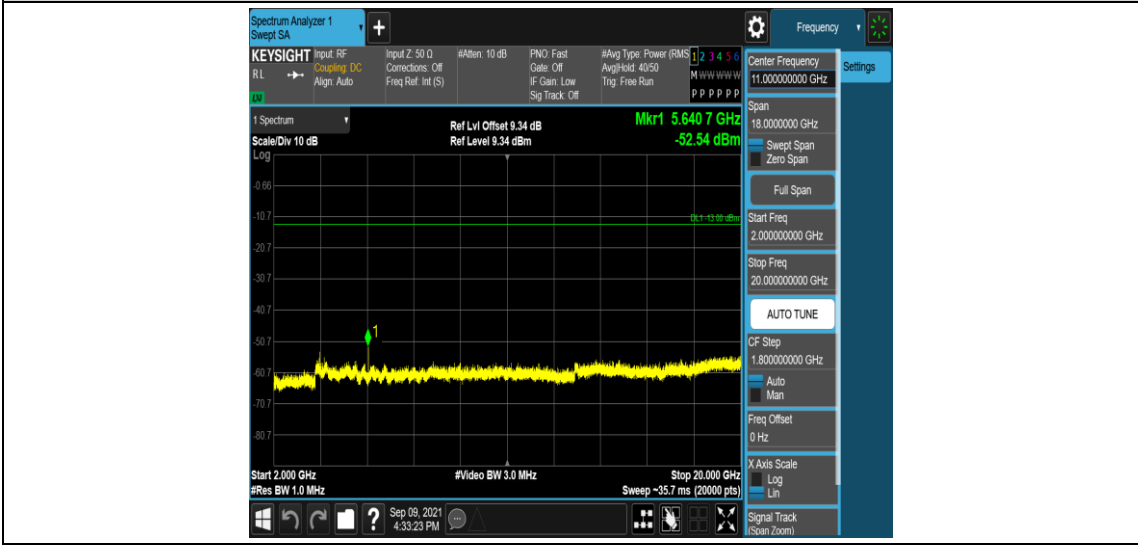 Spectrum Analyzer 1
Swept SA
+
Frequency
KEYSIGHT
RL
LM
Input: RF
Coupling: DC
Align: Auto
Input Z: 50 Ω
Corrections: Off
Freq Ref: Int (S)
#Atten: 10 dB
PNO: Fast
Gate: Off
IF Gain: Low
Sig Track: Off
#Avg Type: Power (RMS
Avg|Hold: 40/50
Trig: Free Run
1 2 3 4 5 6
M W W W W W
P P P P P P
1 Spectrum
Scale/Div 10 dB
Log
Ref Lvl Offset 9.34 dB
Ref Level 9.34 dBm
Mkr1 5.640 7 GHz
-52.54 dBm
-0.66
-10.7
DL1 -13.00 dBm
-20.7
-30.7
-40.7
1
-50.7
-60.7
-70.7
-80.7
Start 2.000 GHz
#Res BW 1.0 MHz
#Video BW 3.0 MHz
Stop 20.000 GHz
Sweep ~35.7 ms (20000 pts)
?
Sep 09, 2021
4:33:23 PM
Center Frequency
11.000000000 GHz
Settings
Span
18.0000000 GHz
Swept Span
Zero Span
Full Span
Start Freq
2.000000000 GHz
Stop Freq
20.000000000 GHz
AUTO TUNE
CF Step
1.800000000 GHz
Auto
Man
Freq Offset
0 Hz
X Axis Scale
Log
Lin
Signal Track
(Span Zoom)